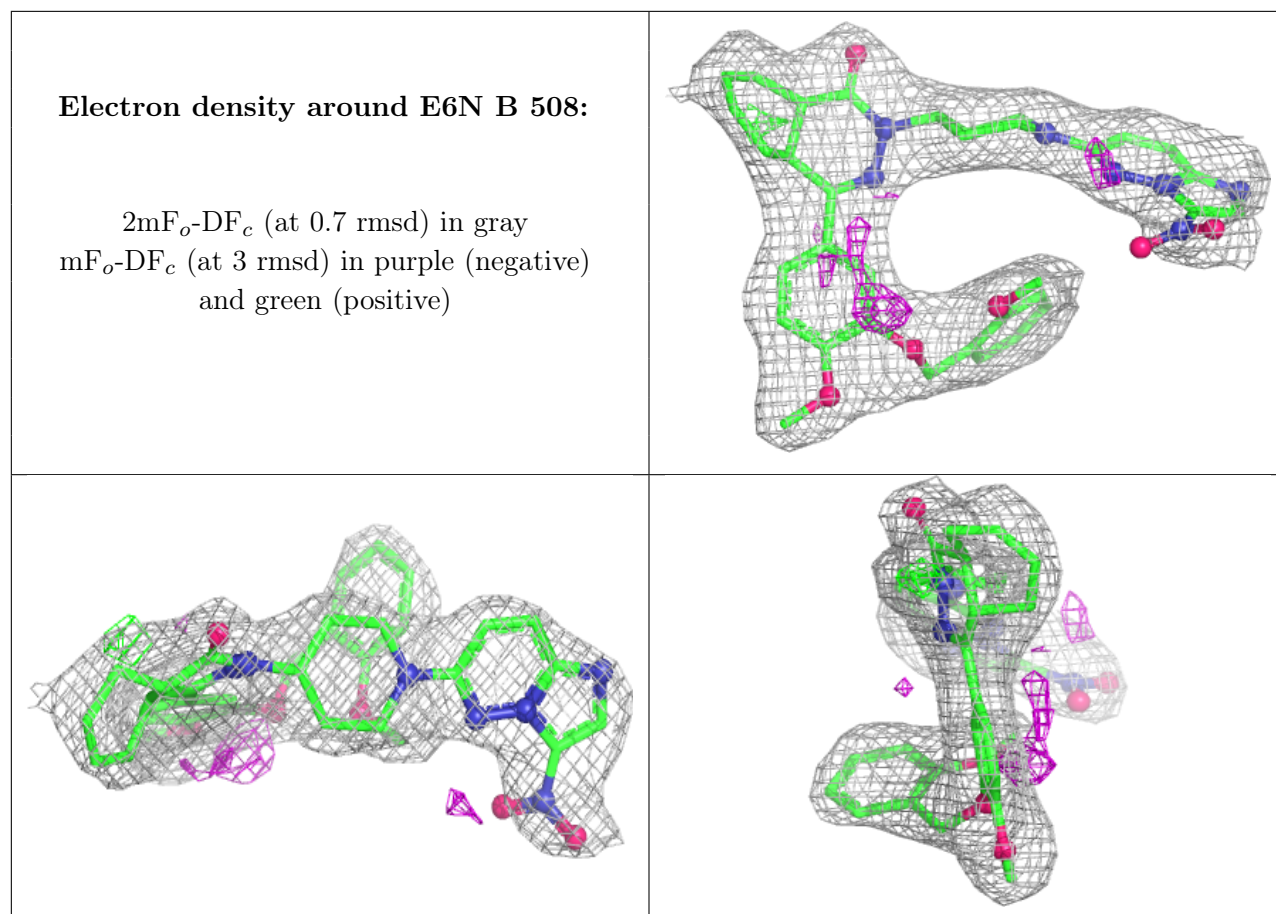 Electron density around E6N B 508:
2mFo-DFc (at 0.7 rmsd) in gray
mFo-DFc (at 3 rmsd) in purple (negative)
and green (positive)